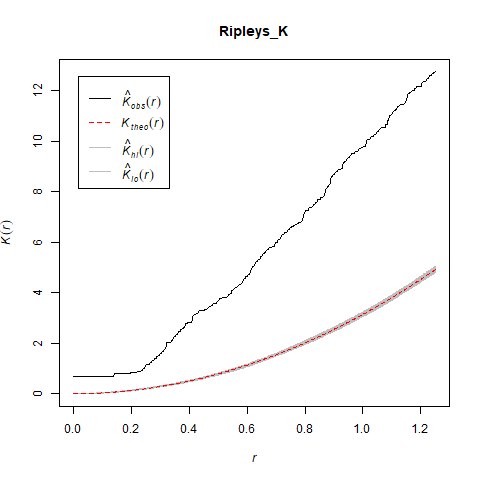 Ripleys_K
K̂obs(r)
Ktheo(r)
K̂hi(r)
K̂lo(r)
K(r)
12
10
8
6
4
2
0
0.0 0.2 0.4 0.6 0.8 1.0 1.2
r